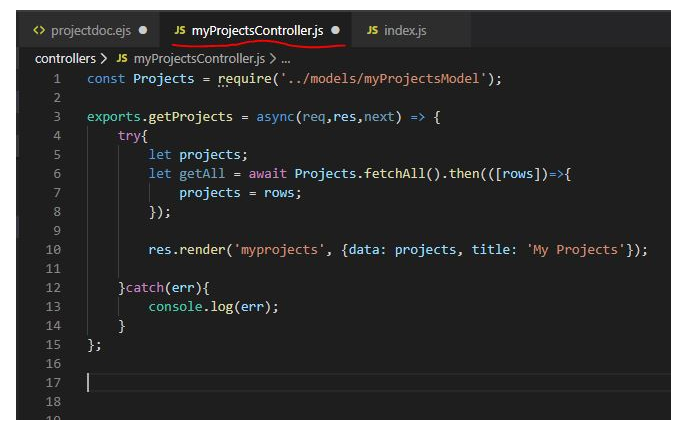 projectdoc.ejs myProjectsController.js index.js
controllers > JS myProjectsController.js > ...
1 const Projects = require('../models/myProjectsModel');
2
3 exports.getProjects = async(req,res,next) => {
4 try{
5 let projects;
6 let getAll = await Projects.fetchAll().then(([rows])=>{
7 projects = rows;
8 });
9
10 res.render('myprojects', {data: projects, title: 'My Projects'});
11
12 }catch(err){
13 console.log(err);
14 }
15 };
16
17
18